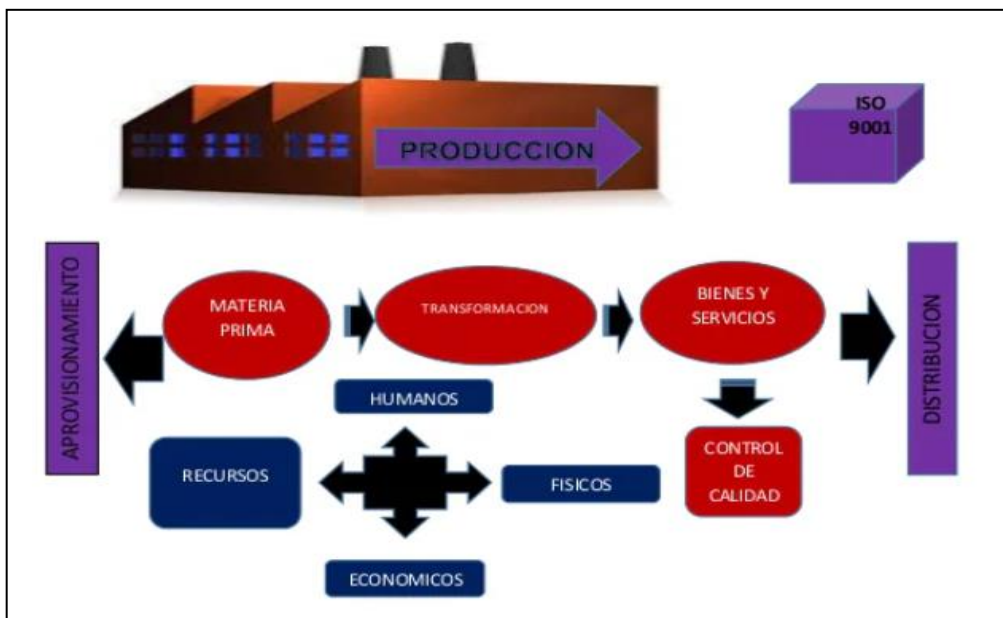 PRODUCCION
ISO
9001
APROVISIONAMIENTO
MATERIA
PRIMA
TRANSFORMACION
BIENES Y
SERVICIOS
DISTRIBUCION
HUMANOS
RECURSOS
FISICOS
CONTROL
DE
CALIDAD
ECONOMICOS